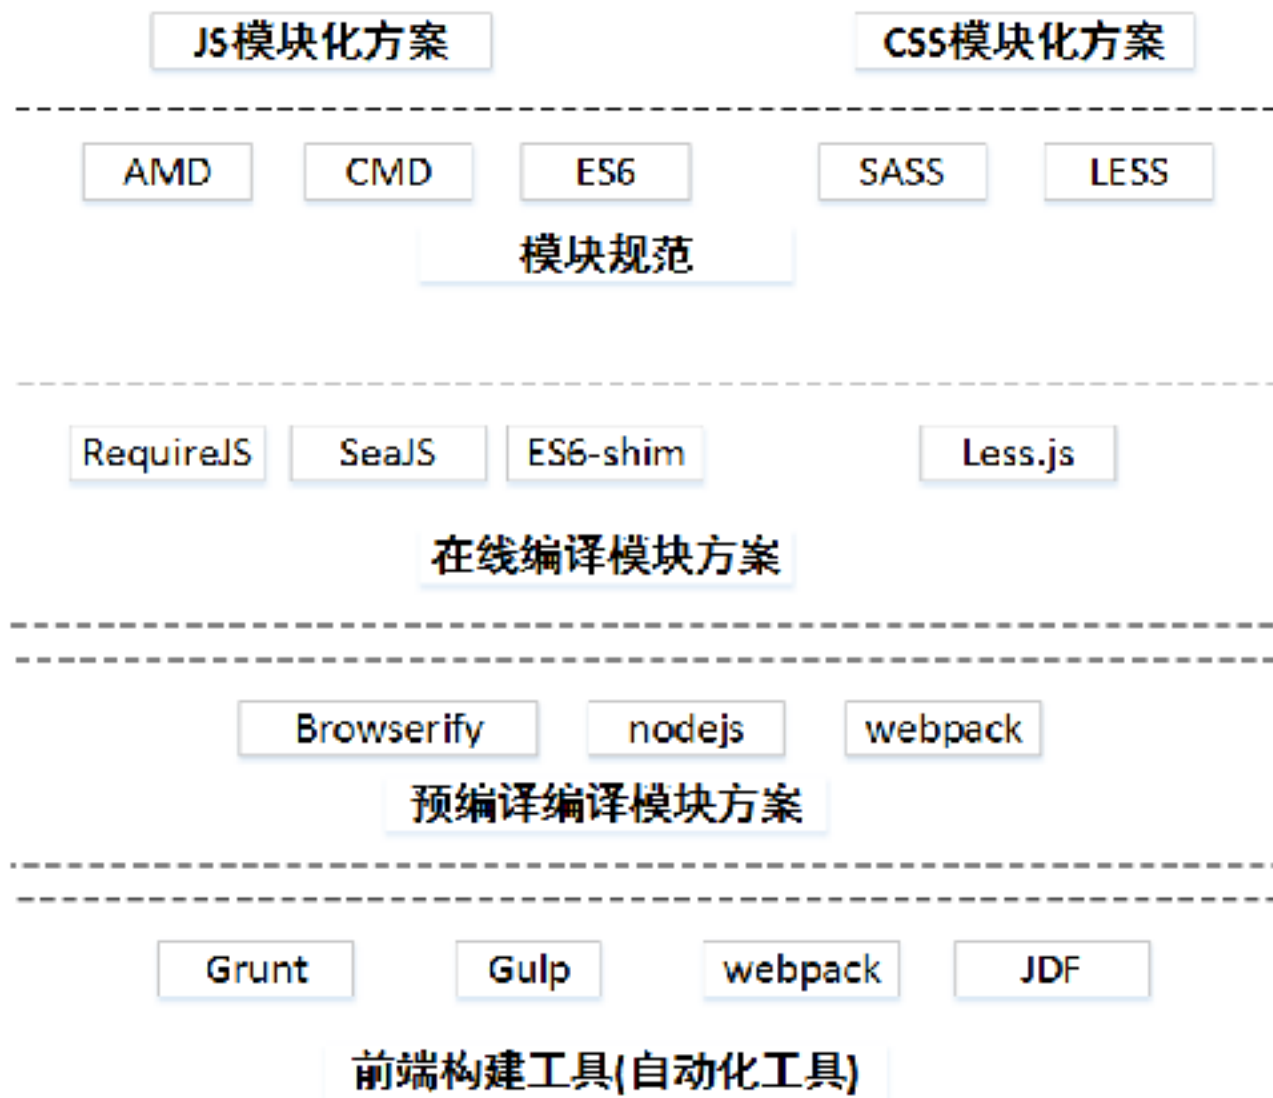 JS模块化方案 CSS模块化方案
AMD CMD ES6 SASS LESS
模块规范
RequireJS SeaJS ES6-shim Less.js
在线编译模块方案
Browserify nodejs webpack
预编译编译模块方案
Grunt Gulp webpack JDF
前端构建工具(自动化工具)